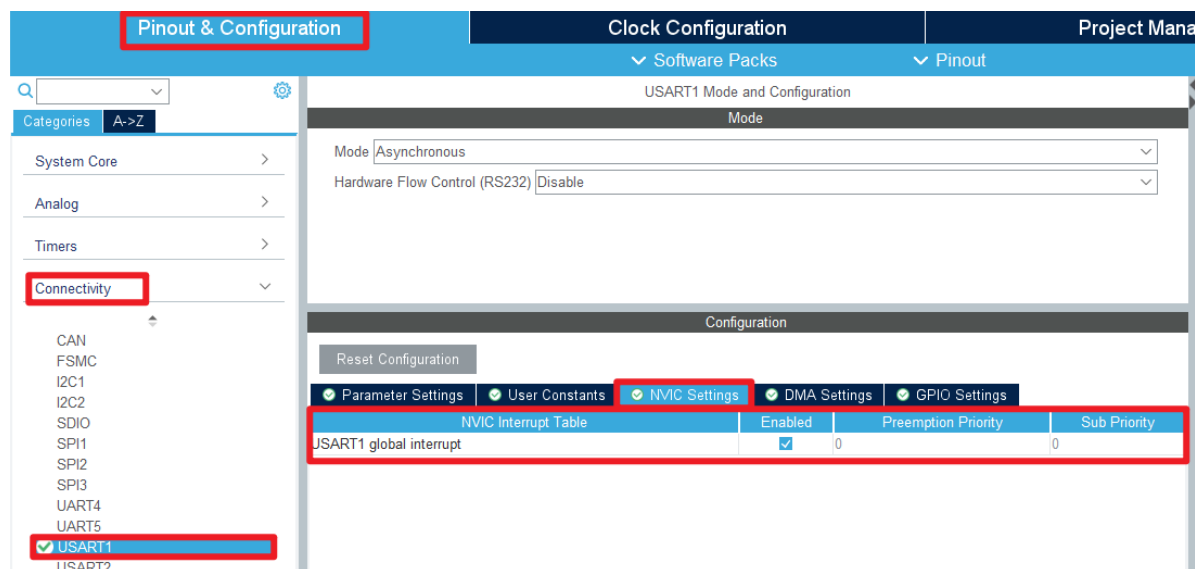 Pinout & Configuration
Clock Configuration
Project Mana
Software Packs
Pinout
Categories
A->Z
System Core
Analog
Timers
Connectivity
CAN
FSMC
I2C1
I2C2
SDIO
SPI1
SPI2
SPI3
UART4
UART5
USART1
USART2
USART1 Mode and Configuration
Mode
Mode Asynchronous
Hardware Flow Control (RS232) Disable
Configuration
Reset Configuration
Parameter Settings User Constants NVIC Settings DMA Settings GPIO Settings
NVIC Interrupt Table Enabled Preemption Priority Sub Priority
USART1 global interrupt 0 0